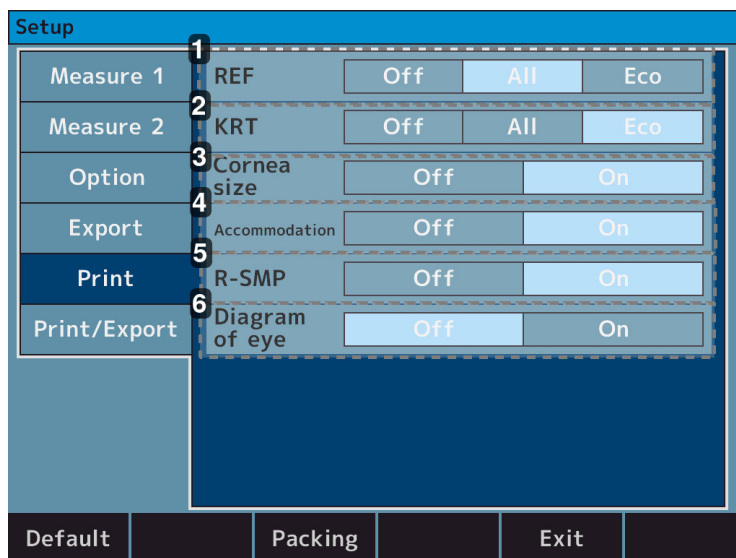 Setup
Measure 1
Measure 2
Option
Export
Print
Print/Export
1
REF Off All Eco
2
KRT Off All Eco
3
Cornea
size
Off On
4
Accommodation Off On
5
R-SMP Off On
6
Diagram
of eye
Off On
Default Packing Exit